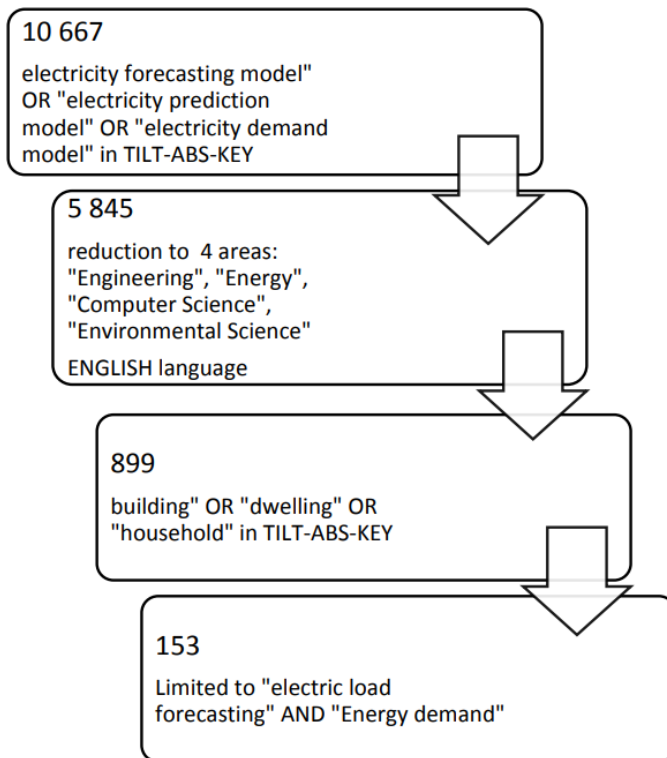 10 667
electricity forecasting model"
OR "electricity prediction
model" OR "electricity demand
model" in TILT-ABS-KEY
5 845
reduction to 4 areas:
"Engineering", "Energy",
"Computer Science",
"Environmental Science"
ENGLISH language
899
building" OR "dwelling" OR
"household" in TILT-ABS-KEY
153
Limited to "electric load
forecasting" AND "Energy demand"